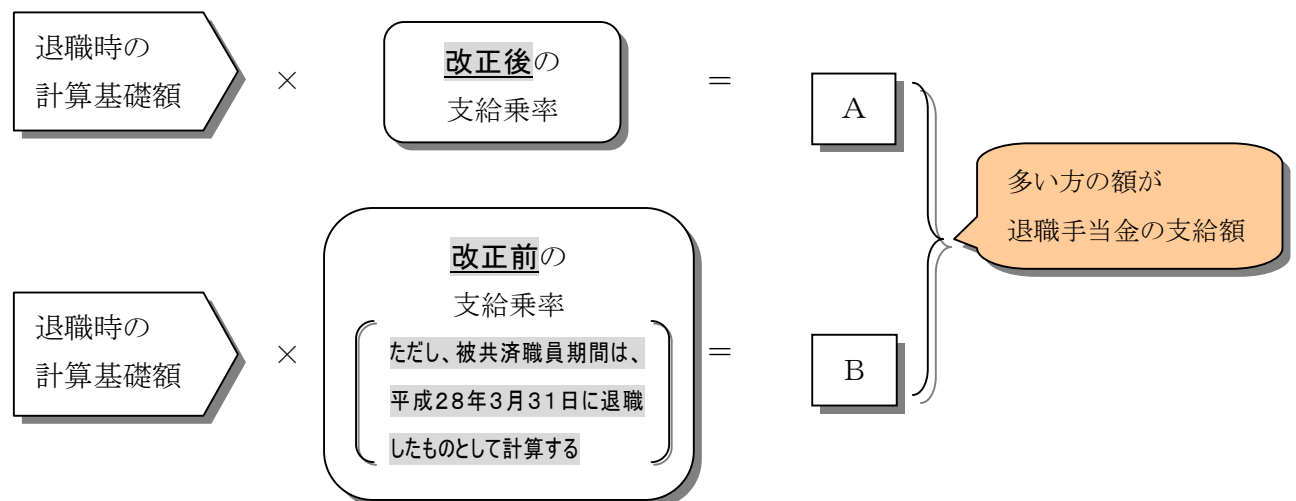 退職時の
計算基礎額
×
改正後の
支給乗率
=
A
多い方の額が
退職手当金の支給額
退職時の
計算基礎額
×
改正前の
支給乗率
ただし、被共済職員期間は、
平成28年3月31日に退職
したものとして計算する
=
B